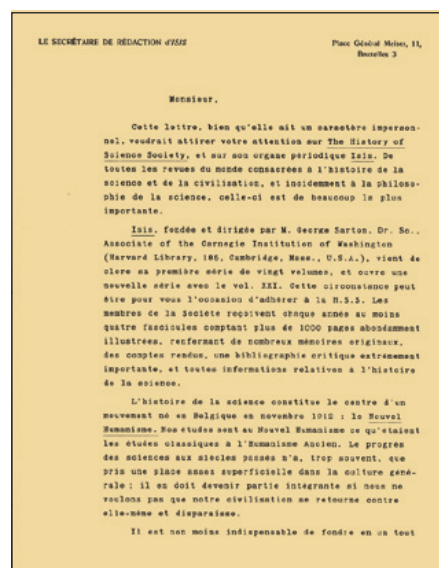 LE SECRÉTAIRE DE RÉDACTION d'ISIS
Place Général Meiser, 11,
Bruxelles 3
Monsieur,
Cette lettre, bien qu'elle ait un caractère imperson-
nel, voudrait attirer votre attention sur The History of
Science Society, et sur son organe périodique Isis. De
toutes les revues du monde consacrées à l'histoire de la
science et de la civilisation, et incidemment à la philoso-
phie de la science, celle-ci est de beaucoup la plus
importante.
Isis, fondée et dirigée par M. George Sarton, Dr. Sc.,
Associate of the Carnegie Institution of Washington
(Harvard Library, 185, Cambridge, Mass., U.S.A.), vient de
clore sa première série de vingt volumes, et ouvre une
nouvelle série avec le vol. XXI. Cette circonstance peut
être pour vous l'occasion d'adhérer à la H.S.S. Les
membres de la Société reçoivent chaque année au moins
quatre fascicules comptant plus de 1000 pages abondamment
illustrées, renfermant de nombreux mémoires originaux,
des comptes rendus, une bibliographie critique extrêmement
importante, et toutes informations relatives à l'histoire
de la science.
L'histoire de la science constitue le centre d'un
mouvement né en Belgique en novembre 1912 : le Nouvel
Humanisme. Nos études sont au Nouvel Humanisme ce qu'étaient
les études classiques à l'Humanisme Ancien. Le progrès
des sciences aux siècles passés n'a, trop souvent, que
pris une place assez superficielle dans la culture géné-
rale ; il en doit devenir partie intégrante si nous ne
voulons pas que notre civilisation se retourne contre
elle-même et disparaisse.
Il est non moins indispensable de fondre en un tout